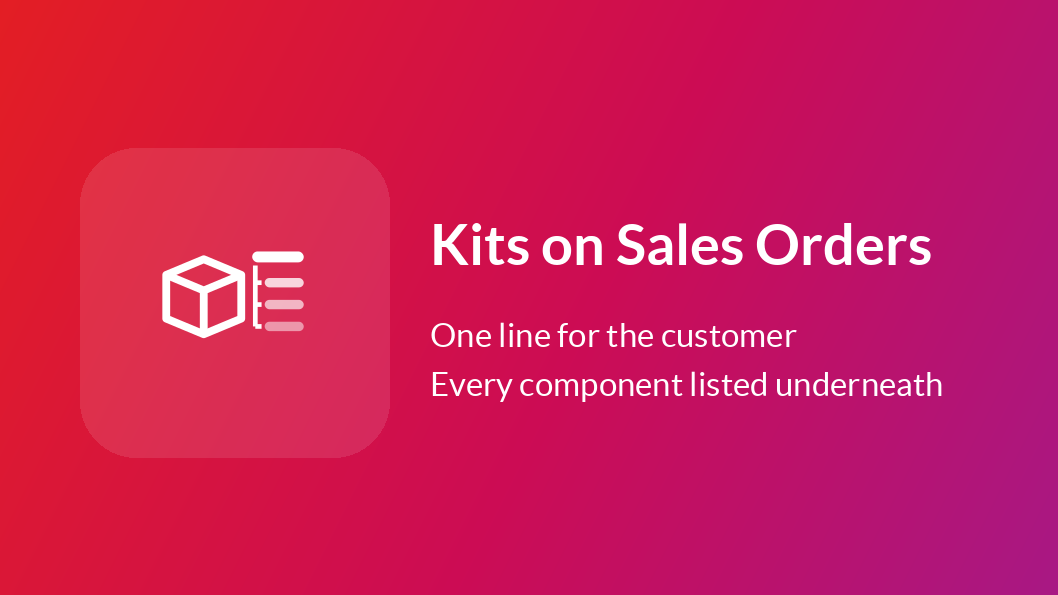 Kits on Sales Orders
One line for the customer
Every component listed underneath